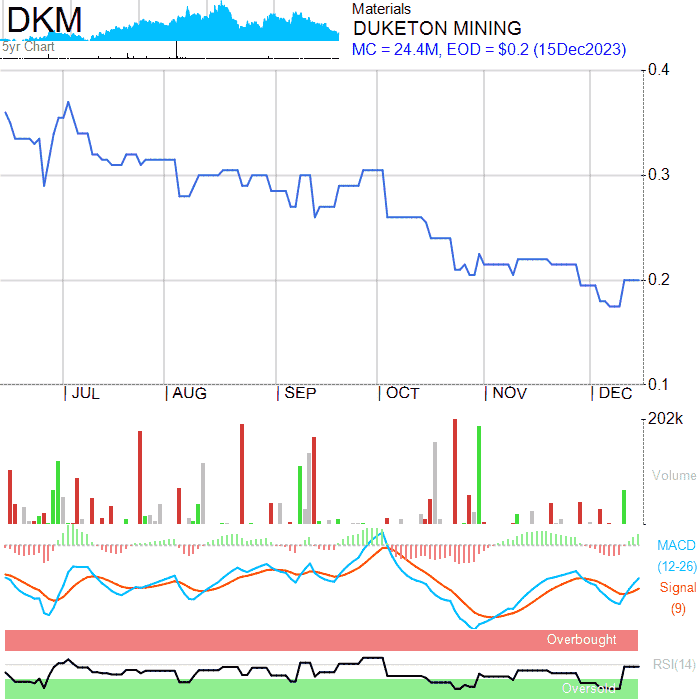 DKM
5yr Chart
Materials
DUKETON MINING
MC = 24.4M, EOD = $0.2 (15Dec2023)
0.4
0.3
0.2
0.1
JUL AUG SEP OCT NOV DEC
202k
Volume
MACD
(12-26)
Signal
(9)
Overbought
RSI(14)
Oversold